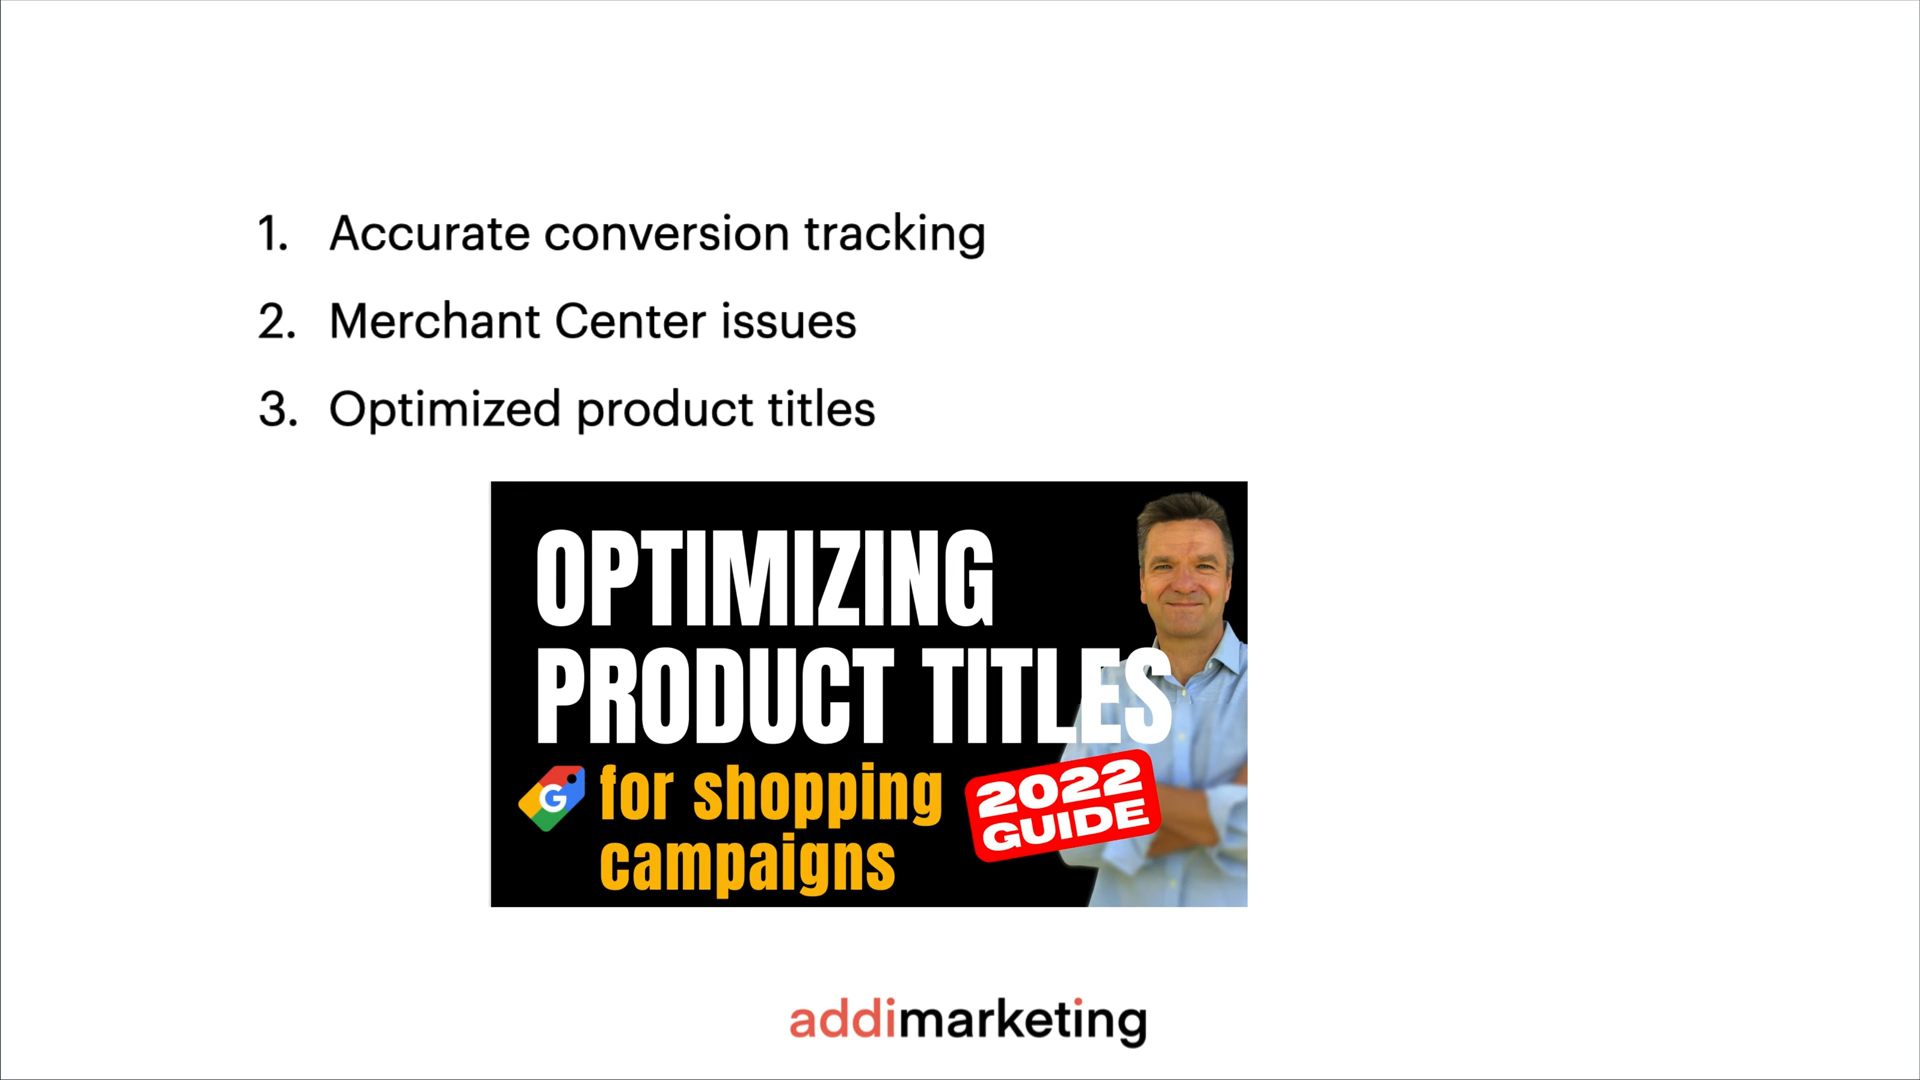 1. Accurate conversion tracking
2. Merchant Center issues
3. Optimized product titles
OPTIMIZING
PRODUCT TITLES
G
for shopping
campaigns
2022
GUIDE
addimarketing